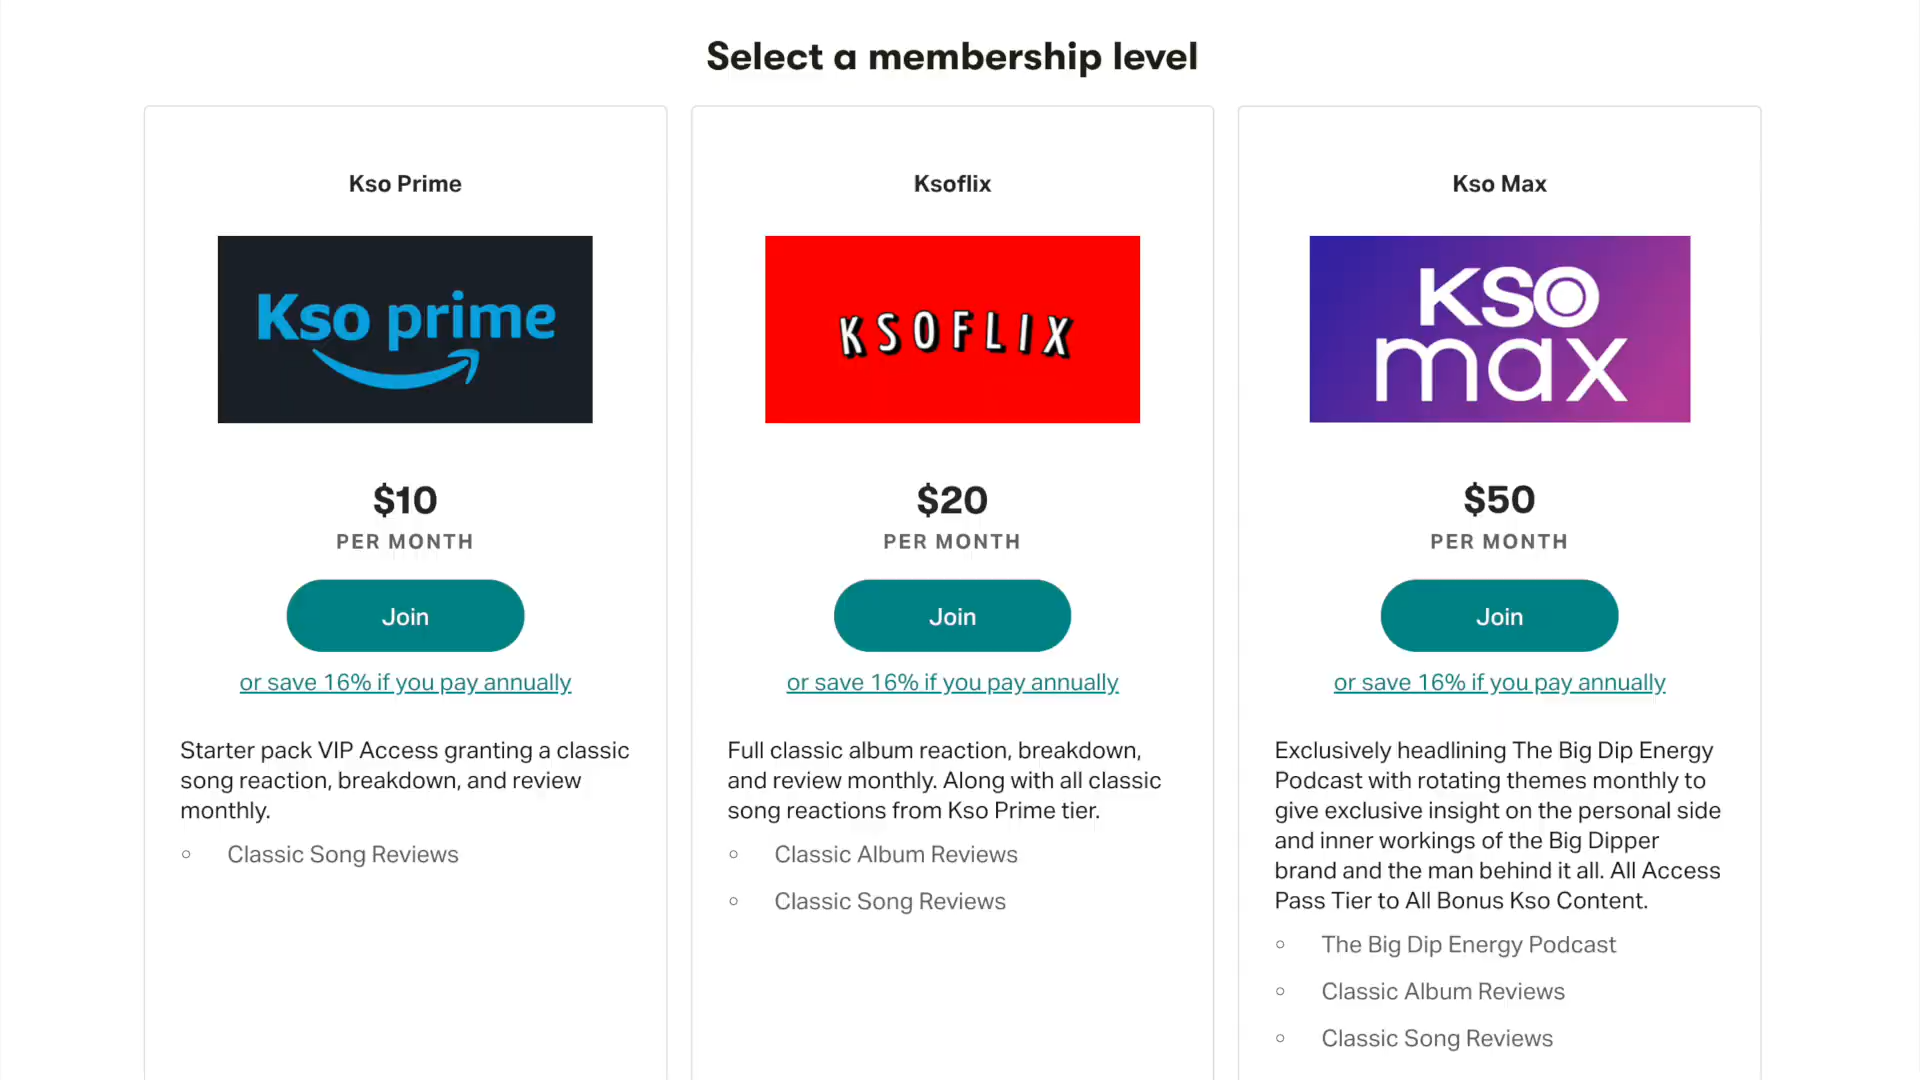 Select a membership level
Kso Prime
Kso prime
$10
PER MONTH
Join
or save 16% if you pay annually
Starter pack VIP Access granting a classic
song reaction, breakdown, and review
monthly.
Classic Song Reviews
Ksoflix
KSOFLIX
$20
PER MONTH
Join
or save 16% if you pay annually
Full classic album reaction, breakdown,
and review monthly. Along with all classic
song reactions from Kso Prime tier.
Classic Album Reviews
Classic Song Reviews
Kso Max
KSO
max
$50
PER MONTH
Join
or save 16% if you pay annually
Exclusively headlining The Big Dip Energy
Podcast with rotating themes monthly to
give exclusive insight on the personal side
and inner workings of the Big Dipper
brand and the man behind it all. All Access
Pass Tier to All Bonus Kso Content.
The Big Dip Energy Podcast
Classic Album Reviews
Classic Song Reviews